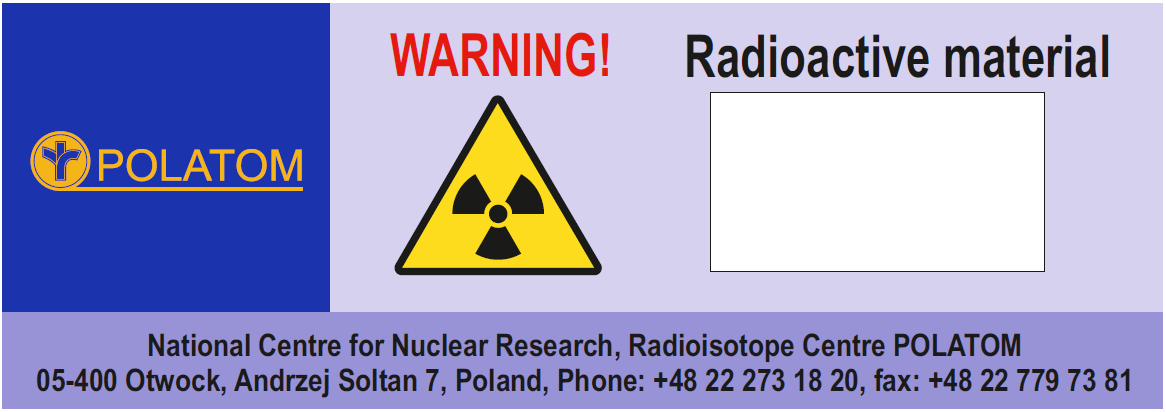 POLATOM
WARNING!
Radioactive material
National Centre for Nuclear Research, Radioisotope Centre POLATOM
05-400 Otwock, Andrzej Soltan 7, Poland, Phone: +48 22 273 18 20, fax: +48 22 779 73 81